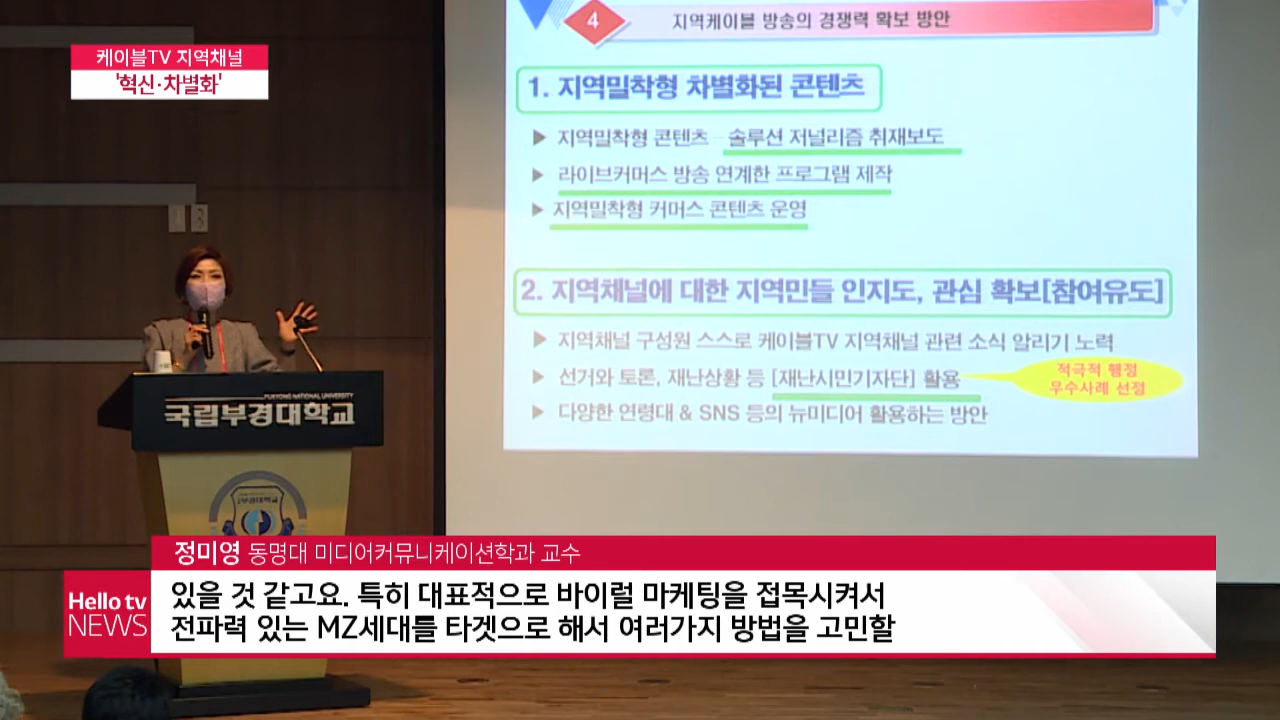 케이블TV 지역채널
'혁신·차별화'
4 지역케이블 방송의 경쟁력 확보 방안
1. 지역밀착형 차별화된 콘텐츠
▶ 지역밀착형 콘텐츠 - 솔루션 저널리즘 취재보도
▶ 라이브커머스 방송 연계한 프로그램 제작
▶ 지역밀착형 커머스 콘텐츠 운영
2. 지역채널에 대한 지역민들 인지도, 관심 확보[참여유도]
▶ 지역채널 구성원 스스로 케이블TV 지역채널 관련 소식 알리기 노력
▶ 선거와 토론, 재난상황 등 [재난시민기자단] 활용
적극적 행정
우수사례 선정
▶ 다양한 연령대 & SNS 등의 뉴미디어 활용하는 방안
PUKYONG NATIONAL UNIVERSITY
국립부경대학교
부경대학교
정미영 동명대 미디어커뮤니케이션학과 교수
Hello tv
NEWS
있을 것 같고요. 특히 대표적으로 바이럴 마케팅을 접목시켜서
전파력 있는 MZ세대를 타겟으로 해서 여러가지 방법을 고민할